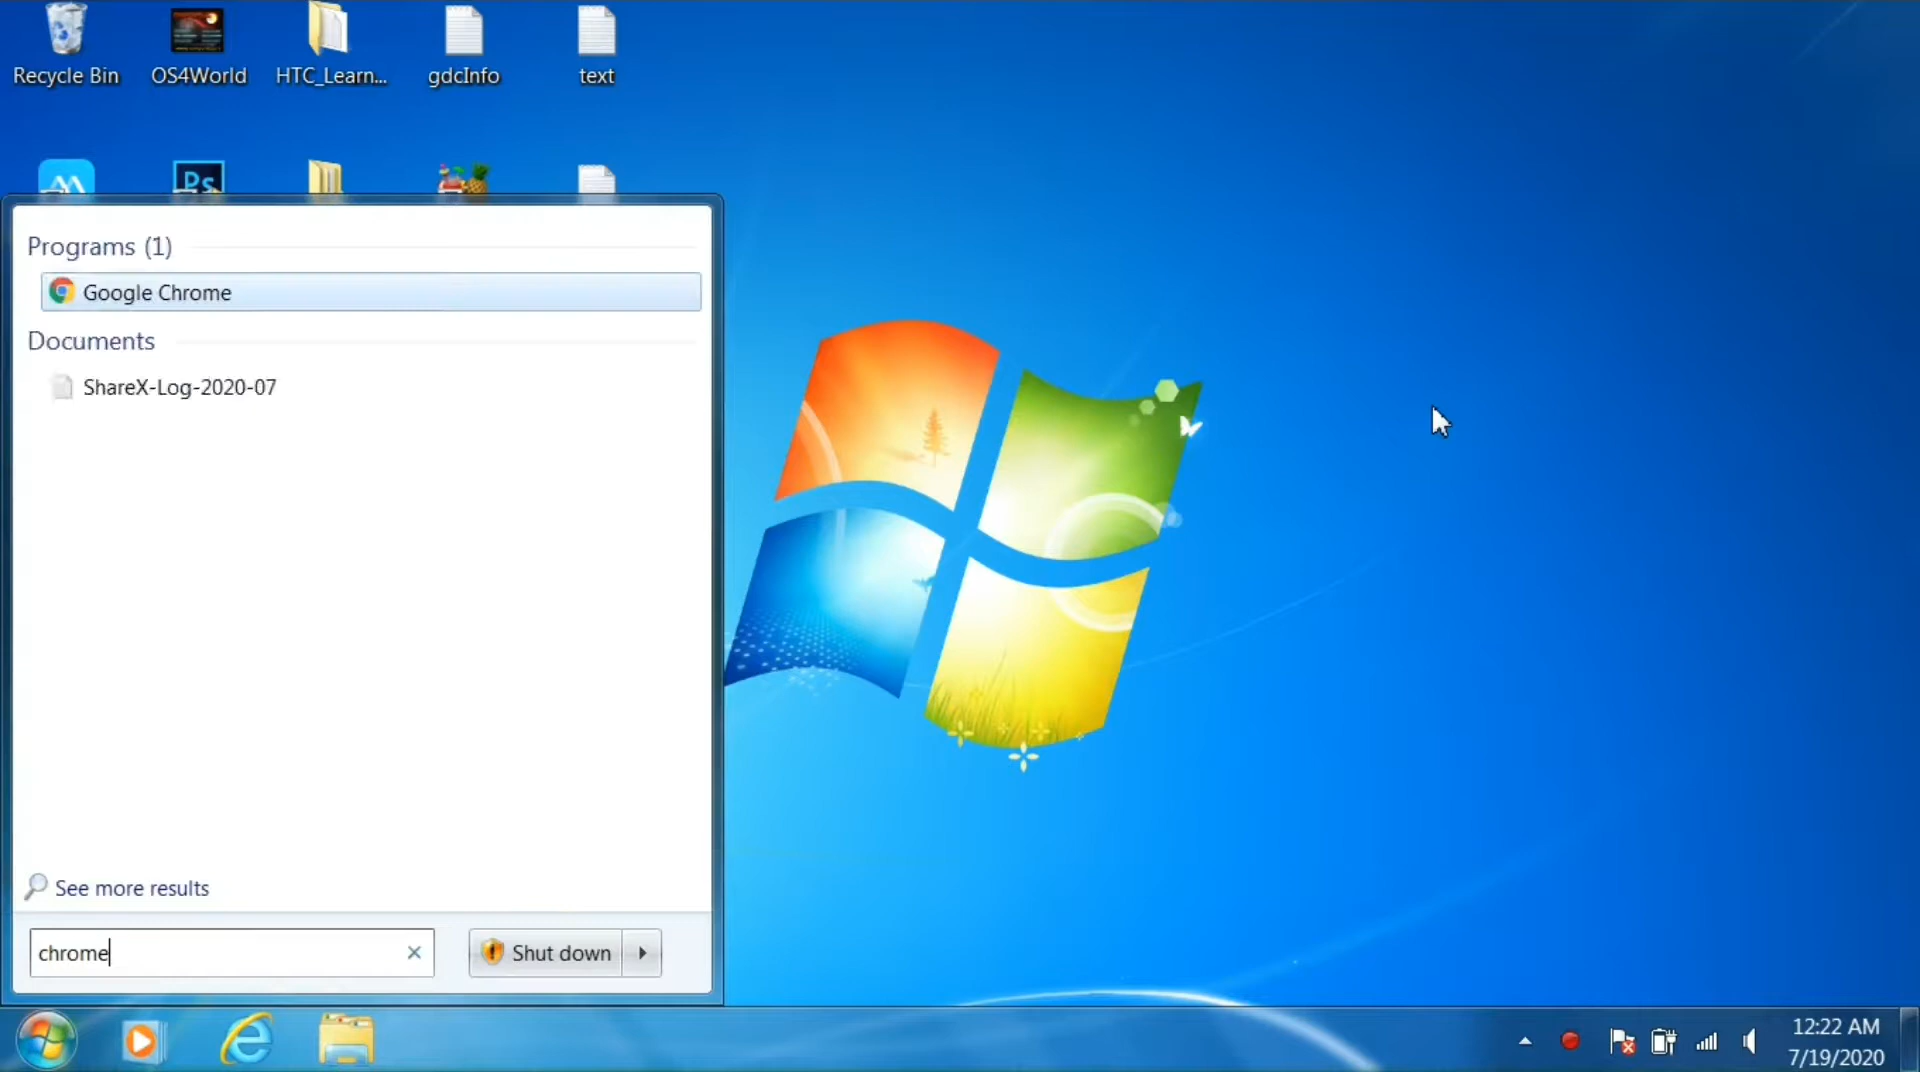 Recycle Bin
OS4World
HTC_Learn...
gdcInfo
text
Ps
Programs (1)
Google Chrome
Documents
ShareX-Log-2020-07
See more results
chrome
Shut down
12:22 AM
7/19/2020